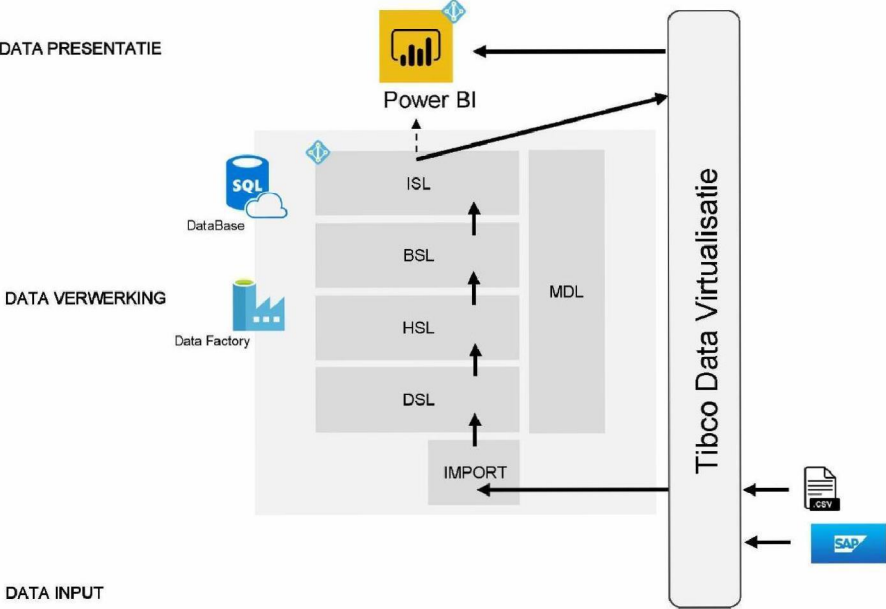 DATA PRESENTATIE
Power BI
ISL
SQL
DataBase
BSL
DATA VERWERKING
MDL
HSL
Data Factory
DSL
IMPORT
Tibco Data Virtualisatie
.CSV
SAP
DATA INPUT